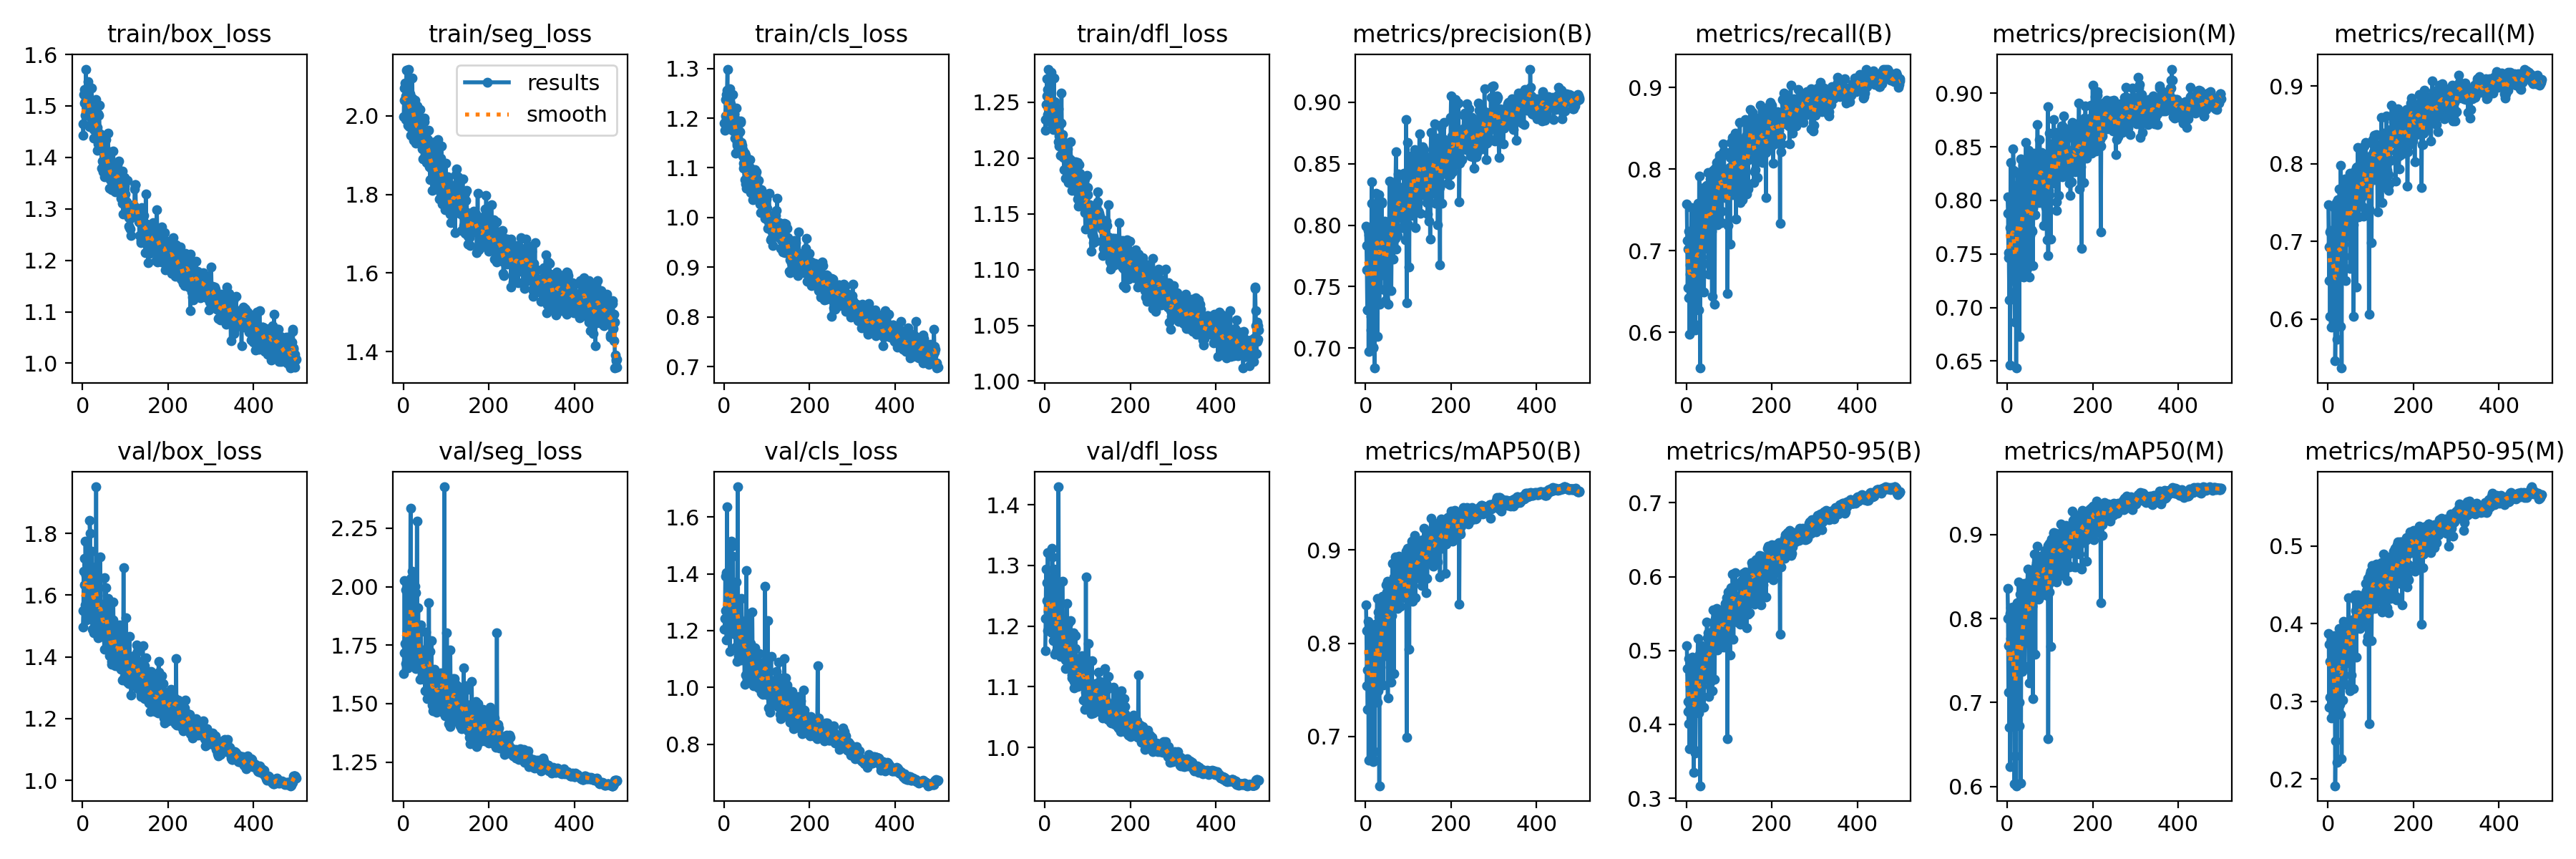 train/box_loss
1.6
1.5
1.4
1.3
1.2
1.1
1.0
0 200 400
train/seg_loss
results
smooth
2.0
1.8
1.6
1.4
0 200 400
train/cls_loss
1.3
1.2
1.1
1.0
0.9
0.8
0.7
0 200 400
train/dfl_loss
1.25
1.20
1.15
1.10
1.05
1.00
0 200 400
metrics/precision(B)
0.90
0.85
0.80
0.75
0.70
0 200 400
metrics/recall(B)
0.9
0.8
0.7
0.6
0 200 400
metrics/precision(M)
0.90
0.85
0.80
0.75
0.70
0.65
0 200 400
metrics/recall(M)
0.9
0.8
0.7
0.6
0 200 400
val/box_loss
1.8
1.6
1.4
1.2
1.0
0 200 400
val/seg_loss
2.25
2.00
1.75
1.50
1.25
0 200 400
val/cls_loss
1.6
1.4
1.2
1.0
0.8
0 200 400
val/dfl_loss
1.4
1.3
1.2
1.1
1.0
0 200 400
metrics/mAP50(B)
0.9
0.8
0.7
0 200 400
metrics/mAP50-95(B)
0.7
0.6
0.5
0.4
0.3
0 200 400
metrics/mAP50(M)
0.9
0.8
0.7
0.6
0 200 400
metrics/mAP50-95(M)
0.5
0.4
0.3
0.2
0 200 400